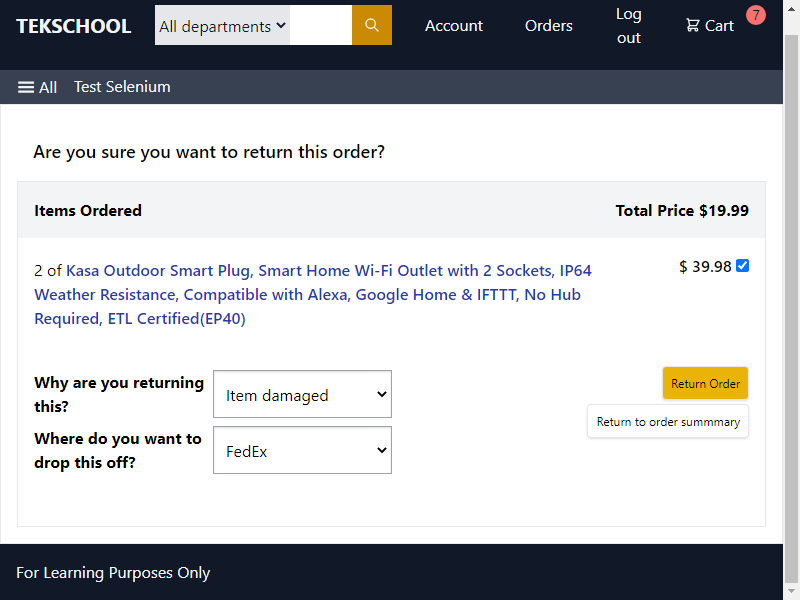 TEKSCHOOL
All departments
Account
Orders
Log
out
Cart
7
All
Test Selenium
Are you sure you want to return this order?
Items Ordered
Total Price $19.99
2 of Kasa Outdoor Smart Plug, Smart Home Wi-Fi Outlet with 2 Sockets, IP64
Weather Resistance, Compatible with Alexa, Google Home & IFTTT, No Hub
Required, ETL Certified(EP40)
$ 39.98
Why are you returning
this?
Item damaged
Return Order
Return to order summmary
Where do you want to
drop this off?
FedEx
For Learning Purposes Only